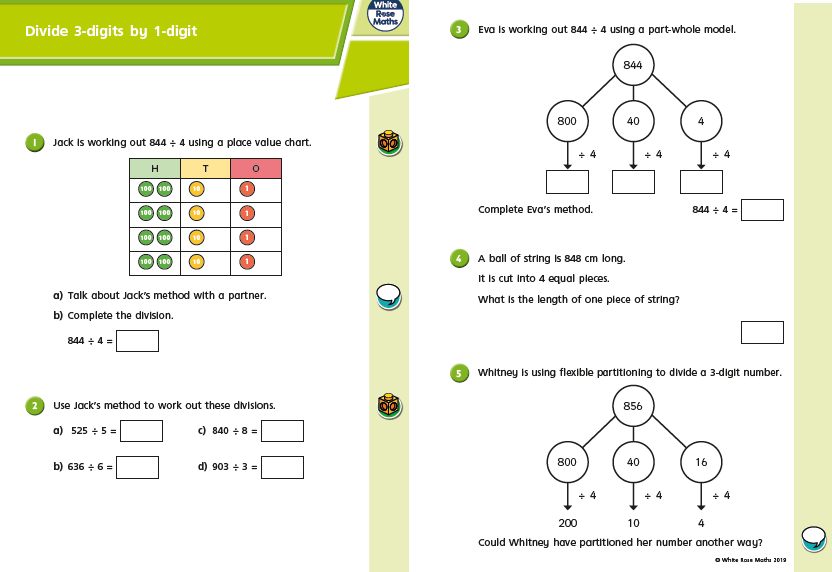 Divide 3-digits by 1-digit
White
Rose
Maths
1 Jack is working out 844 ÷ 4 using a place value chart.
H T O
100 100 10 1
100 100 10 1
100 100 10 1
100 100 10 1
a) Talk about Jack's method with a partner.
b) Complete the division.
844 ÷ 4 =
2 Use Jack's method to work out these divisions.
a) 525 ÷ 5 = c) 840 ÷ 8 =
b) 636 ÷ 6 = d) 903 ÷ 3 =
3 Eva is working out 844 ÷ 4 using a part-whole model.
844
800 40 4
÷ 4 ÷ 4 ÷ 4
Complete Eva's method. 844 ÷ 4 =
4 A ball of string is 848 cm long.
It is cut into 4 equal pieces.
What is the length of one piece of string?
5 Whitney is using flexible partitioning to divide a 3-digit number.
856
800 40 16
÷ 4 ÷ 4 ÷ 4
200 10 4
Could Whitney have partitioned her number another way?
© White Rose Maths 2019